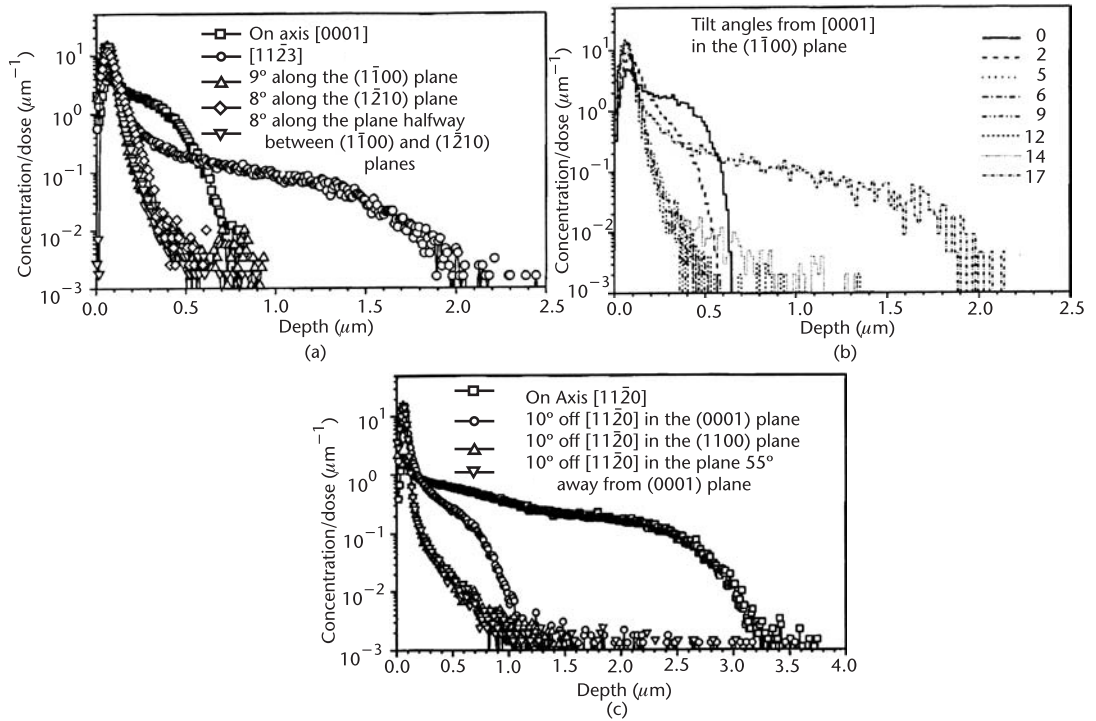 On axis [0001]
[112̄3]
9° along the (11̄00) plane
8° along the (12̄10) plane
8° along the plane halfway
between (11̄00) and (12̄10)
planes
Concentration/dose (μm⁻¹)
10¹
10⁰
10⁻¹
10⁻²
10⁻³
0.0 0.5 1.0 1.5 2.0 2.5
Depth (μm)
(a)
Tilt angles from [0001]
in the (11̄00) plane
0
2
5
6
9
12
14
17
Concentration/dose (μm⁻¹)
10¹
10⁰
10⁻¹
10⁻²
10⁻³
0.0 0.5 1.0 1.5 2.0 2.5
Depth (μm)
(b)
On Axis [112̄0]
10° off [112̄0] in the (0001) plane
10° off [112̄0] in the (1100) plane
10° off [112̄0] in the plane 55°
away from (0001) plane
Concentration/dose (μm⁻¹)
10¹
10⁰
10⁻¹
10⁻²
10⁻³
0.0 0.5 1.0 1.5 2.0 2.5 3.0 3.5 4.0
Depth (μm)
(c)